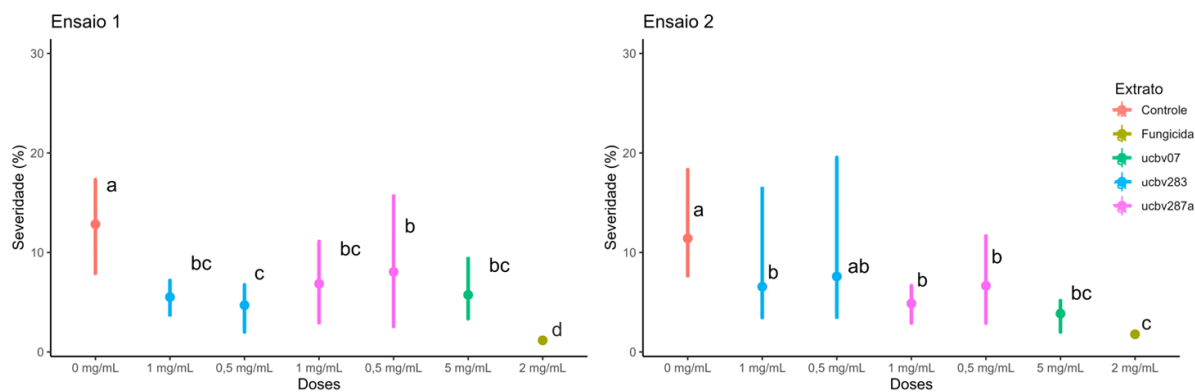 Ensaio 1
30
20
10
0
Severidade (%)
a
bc
c
bc
b
bc
d
0 mg/mL 1 mg/mL 0,5 mg/mL 1 mg/mL 0,5 mg/mL 5 mg/mL 2 mg/mL
Doses
Ensaio 2
30
20
10
0
Severidade (%)
a
b
ab
b
b
bc
c
0 mg/mL 1 mg/mL 0,5 mg/mL 1 mg/mL 0,5 mg/mL 5 mg/mL 2 mg/mL
Doses
Extrato
Controle
Fungicida
ucbv07
ucbv283
ucbv287a